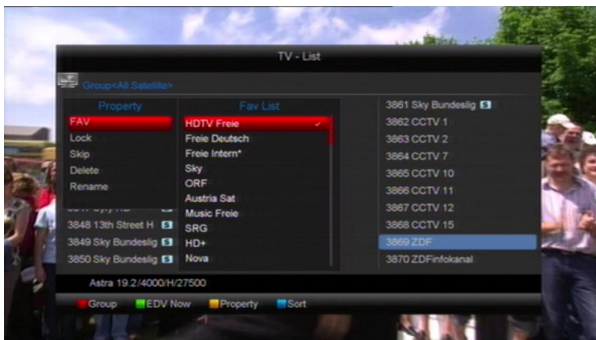 TV - List
Group<All Satellite>
Property
FAV
Lock
Skip
Delete
Rename
3848 13th Street H S
3849 Sky Bundeslig S
3850 Sky Bundeslig S
Fav List
HDTV Freie
Freie Deutsch
Freie Intern*
Sky
ORF
Austria Sat
Music Freie
SRG
HD+
Nova
3861 Sky Bundeslig S
3862 CCTV 1
3863 CCTV 2
3864 CCTV 7
3865 CCTV 10
3866 CCTV 11
3867 CCTV 12
3868 CCTV 15
3869 ZDF
3870 ZDFinfokanal
Astra 19.2/4000/H/27500
Group EDV Now Property Sort